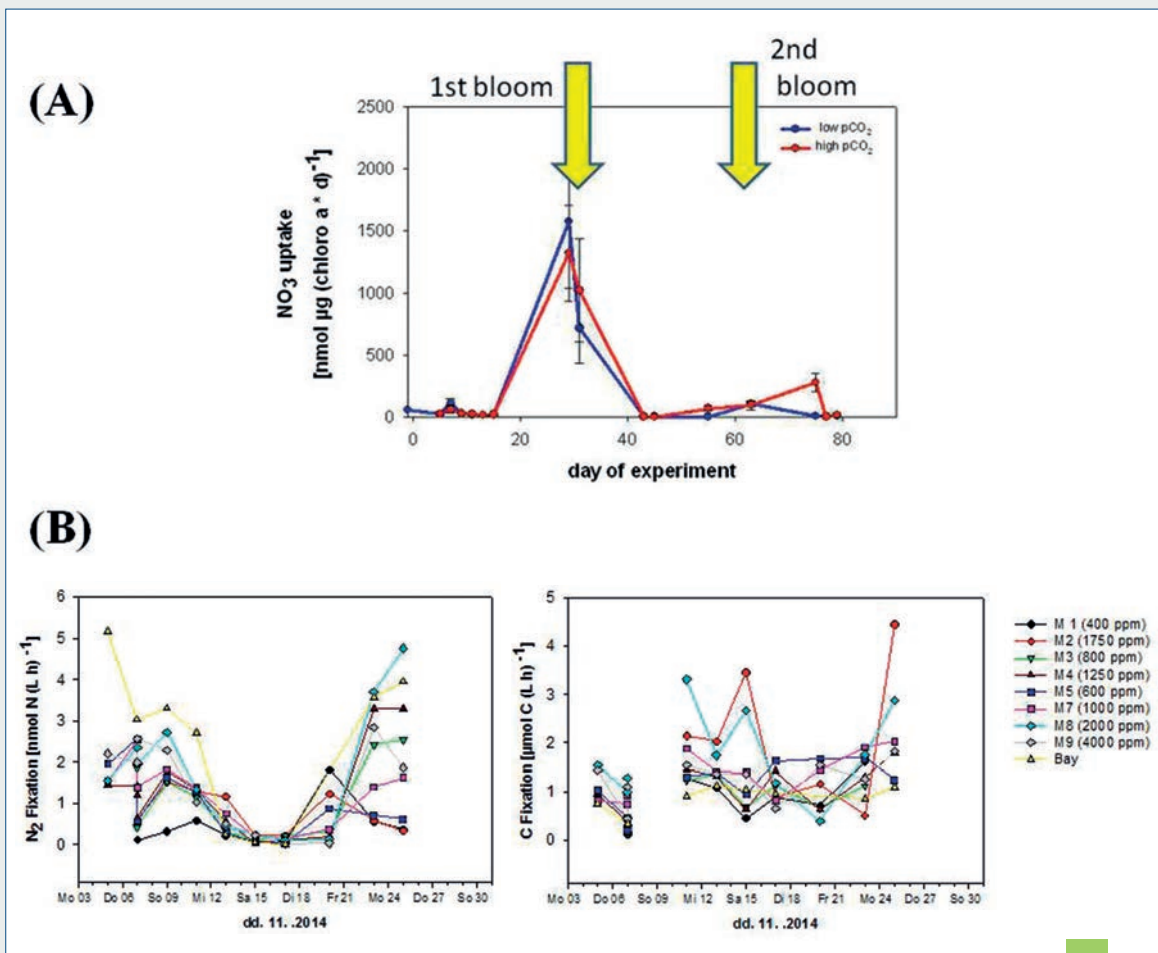 (A)
1st bloom
2nd
bloom
low pCO₂
high pCO₂
NO₃ uptake
[nmol µg (chloro a * d)⁻¹]
2500
2000
1500
1000
500
0
0 20 40 60 80
day of experiment
(B)
N₂ Fixation [nmol N (L h)⁻¹]
6
5
4
3
2
1
0
Mo 03 Do 06 So 09 Mi 12 Sa 15 Di 18 Fr 21 Mo 24 Do 27 So 30
dd. 11. .2014
C Fixation [µmol C (L h)⁻¹]
5
4
3
2
1
0
Mo 03 Do 06 So 09 Mi 12 Sa 15 Di 18 Fr 21 Mo 24 Do 27 So 30
dd. 11. .2014
M 1 (400 ppm)
M2 (1750 ppm)
M3 (800 ppm)
M4 (1250 ppm)
M5 (600 ppm)
M7 (1000 ppm)
M8 (2000 ppm)
M9 (4000 ppm)
Bay